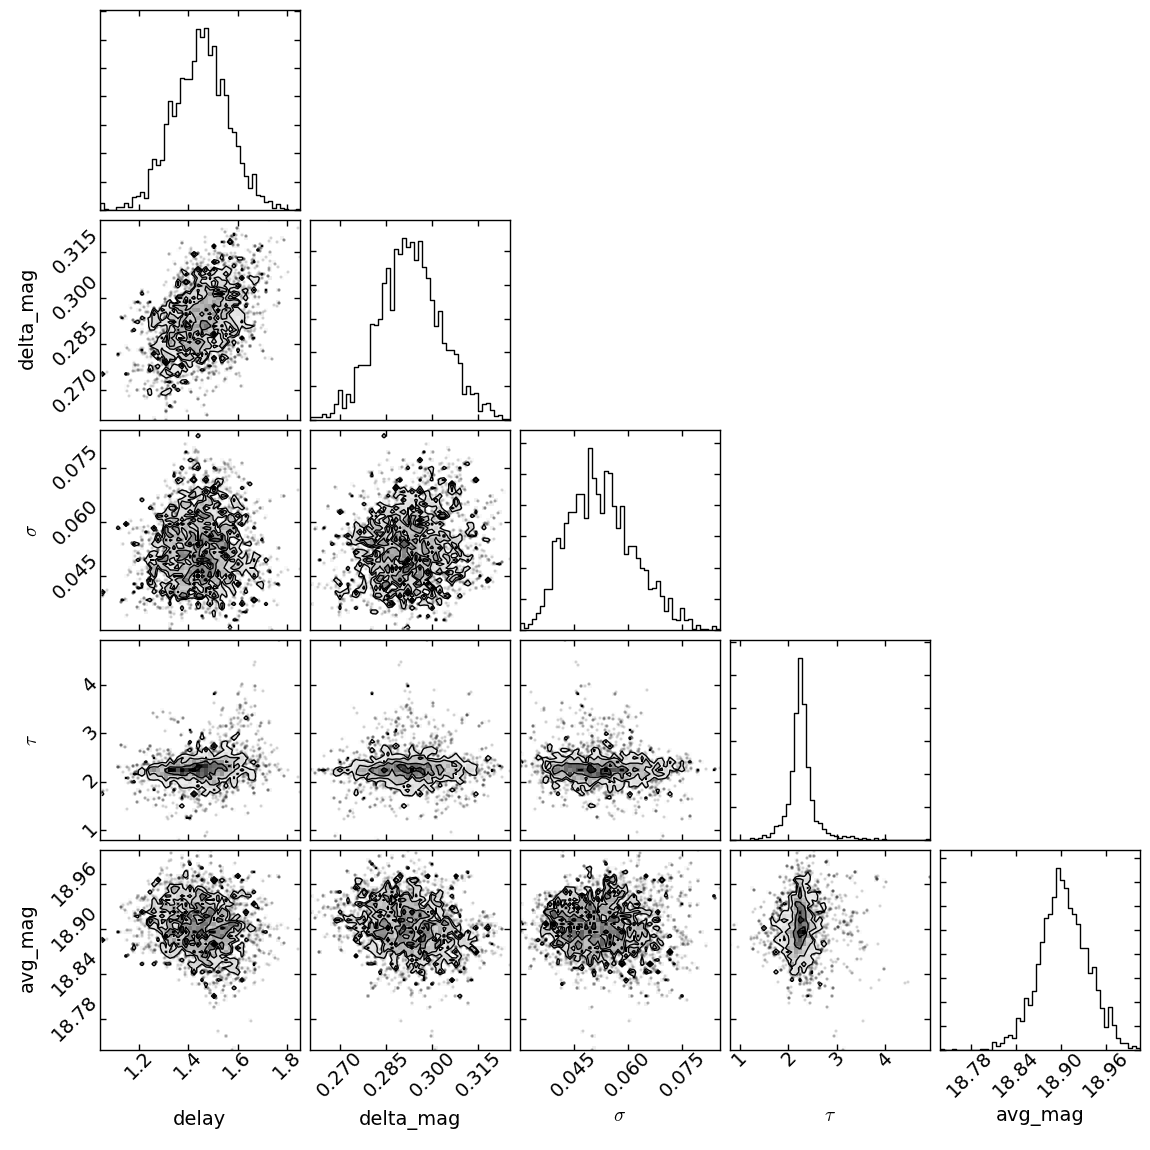 0.315
0.300
0.285
0.270
delta_mag
0.075
0.060
0.045
σ
4
3
2
1
τ
18.96
18.90
18.84
18.78
avg_mag
1.2 1.4 1.6 1.8
0.270 0.285 0.300 0.315
0.045 0.060 0.075
1 2 3 4
18.78 18.84 18.90 18.96
delay delta_mag σ τ avg_mag